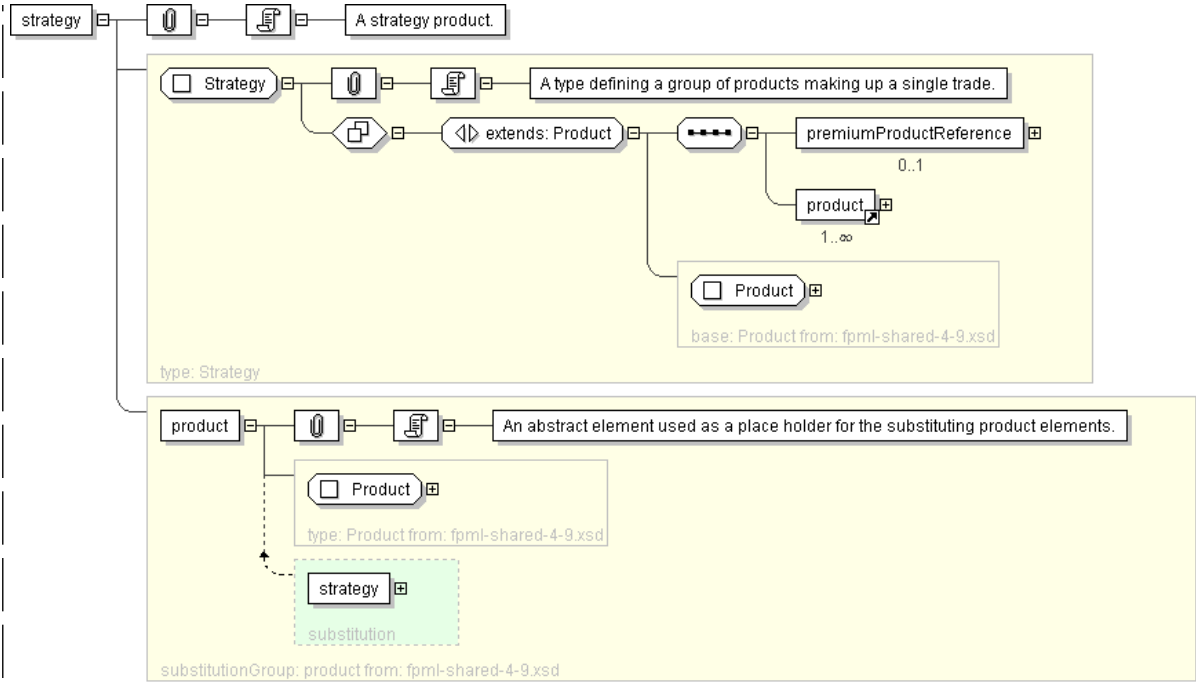 strategy
A strategy product.
Strategy
A type defining a group of products making up a single trade.
extends: Product
premiumProductReference
0..1
product
1..∞
Product
base: Product from: fpml-shared-4-9.xsd
type: Strategy
product
An abstract element used as a place holder for the substituting product elements.
Product
type: Product from: fpml-shared-4-9.xsd
strategy
substitution
substitutionGroup: product from: fpml-shared-4-9.xsd